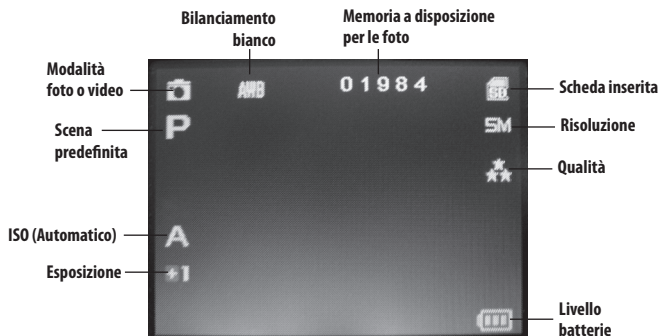 Bilanciamento
bianco
Memoria a disposizione
per le foto
Modalità
foto o video
AWB
01984
SD
Scheda inserita
Scena
predefinita
P
5M
Risoluzione
Qualità
ISO (Automatico)
A
Esposizione
+1
Livello
batterie